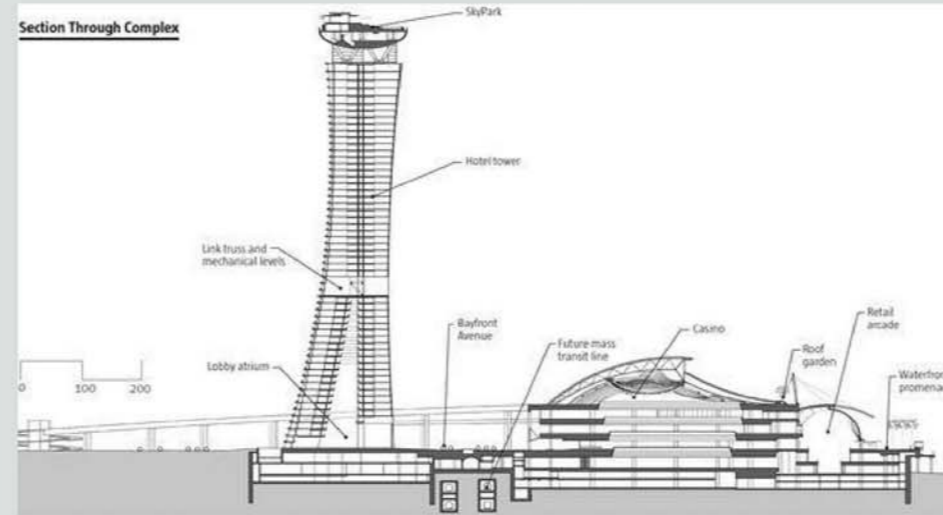 Section Through Complex
SkyPark
Hotel tower
Link truss and
mechanical levels
Bayfront
Avenue
Future mass
transit line
Casino
Roof
garden
Retail
arcade
Waterfron
promenad
Lobby atrium
0 100 200